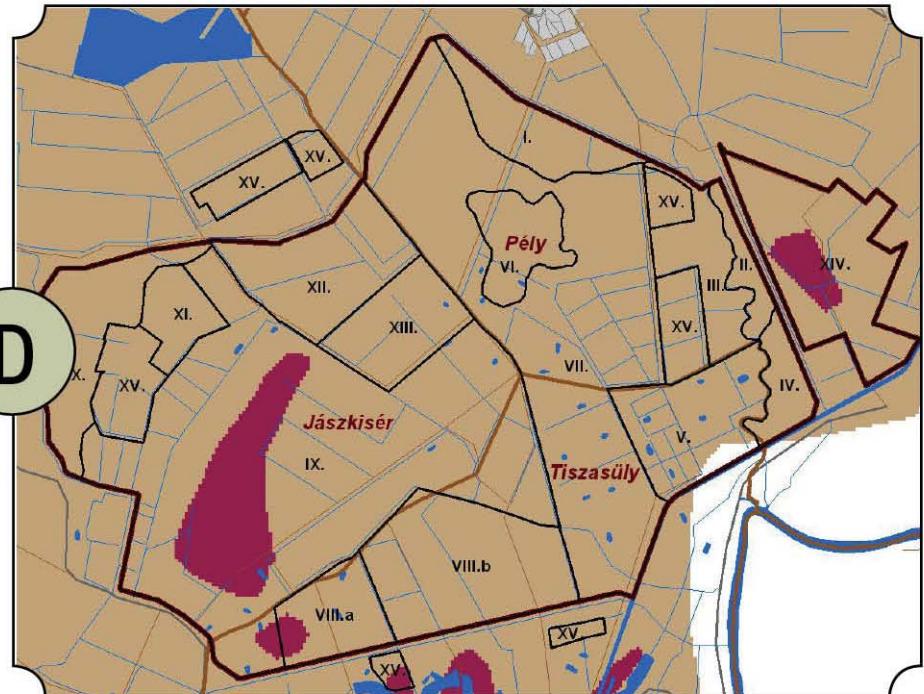 I.
XV.
XV.
XV.
Pély
VI.
II.
XIV.
XII.
III.
XI.
XIII.
XV.
D
X.
XV.
VII.
IV.
Jászkisér
V.
IX.
Tiszasüly
VIII.b
VIII.a
XV.
XV.